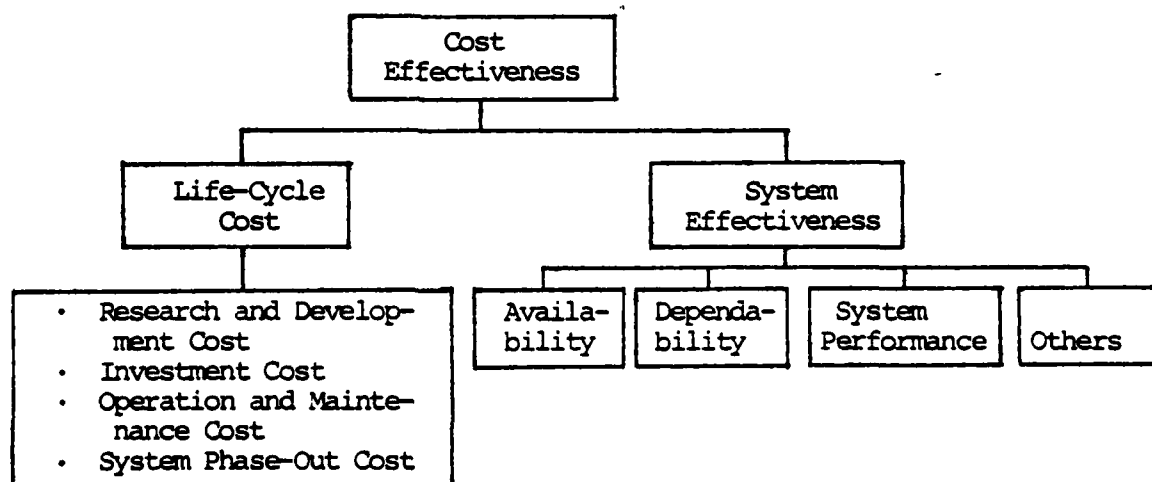 Cost
Effectiveness
Life-Cycle
Cost
System
Effectiveness
· Research and Develop-
ment Cost
· Investment Cost
· Operation and Mainte-
nance Cost
· System Phase-Out Cost
Availa-
bility
Dependa-
bility
System
Performance
Others